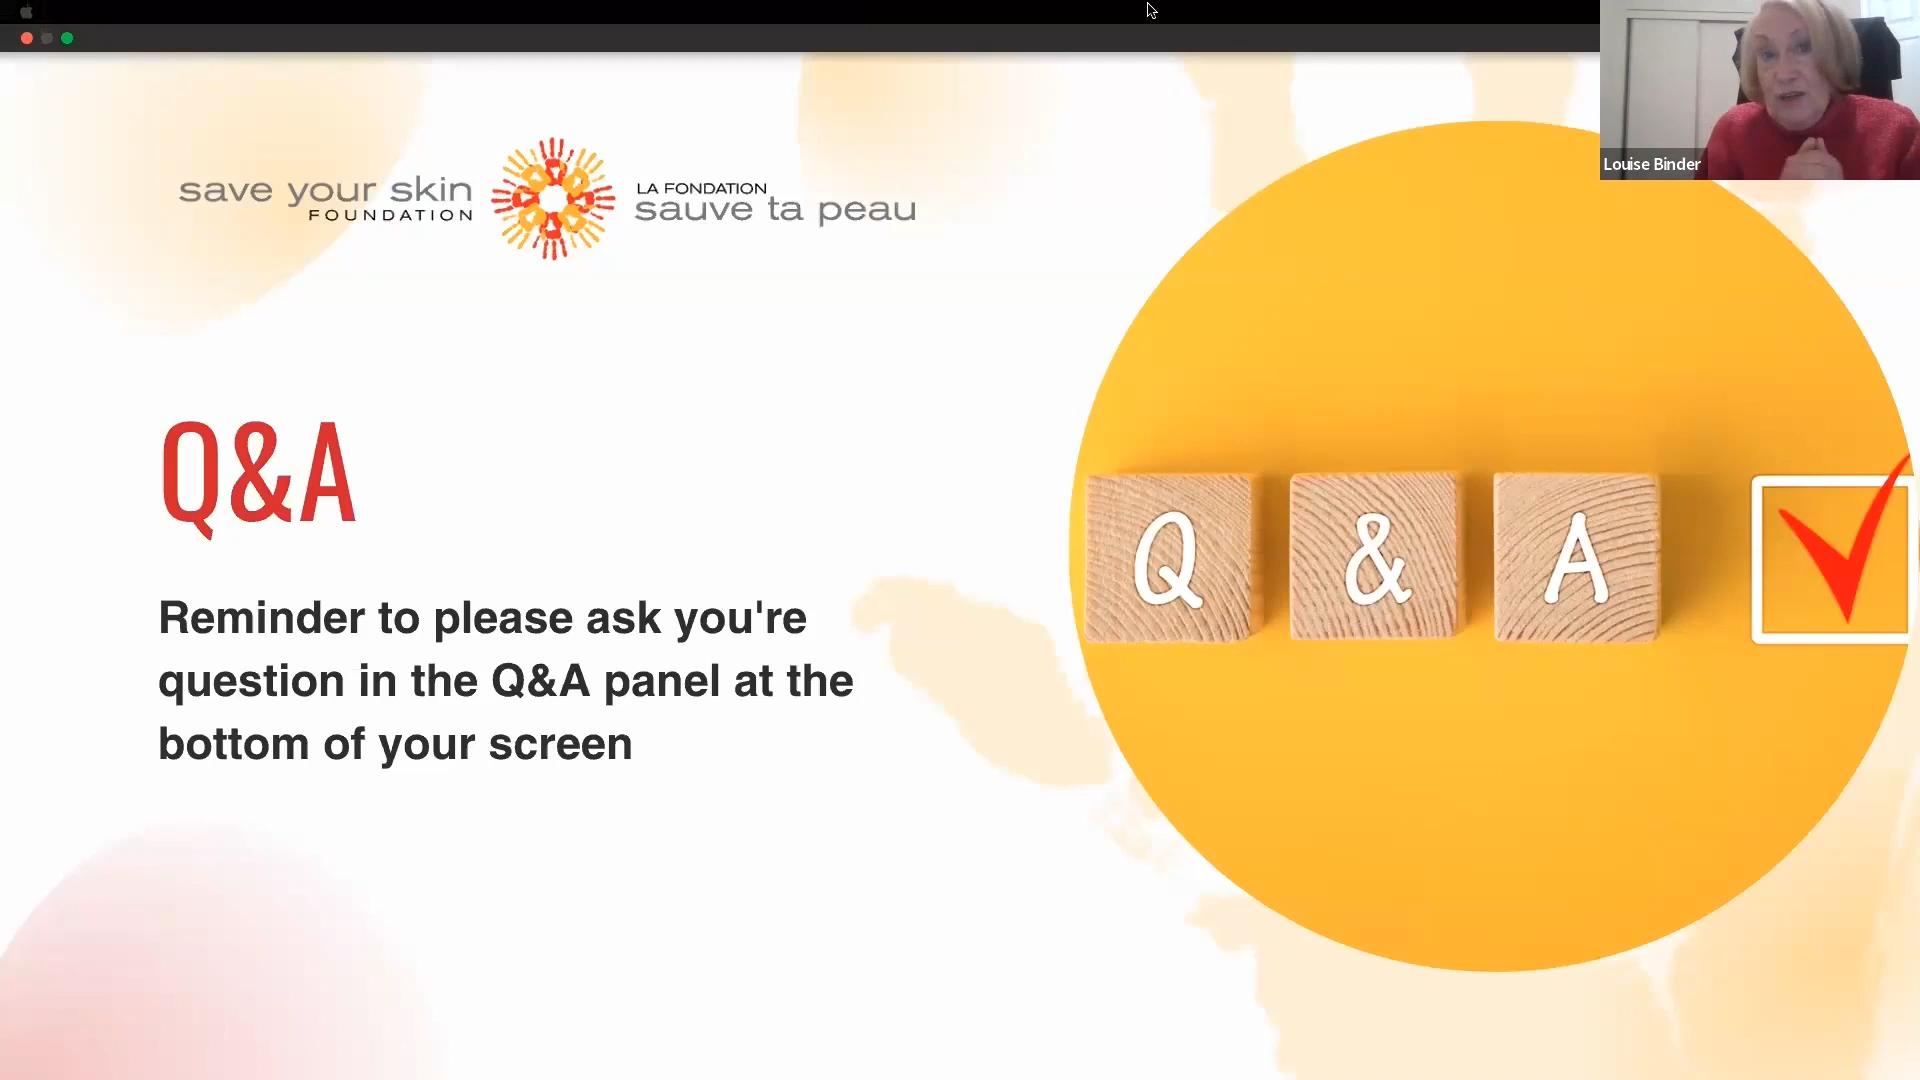 save your skin
FOUNDATION
LA FONDATION
sauve ta peau
Louise Binder
Q&A
Reminder to please ask you're
question in the Q&A panel at the
bottom of your screen
Q & A